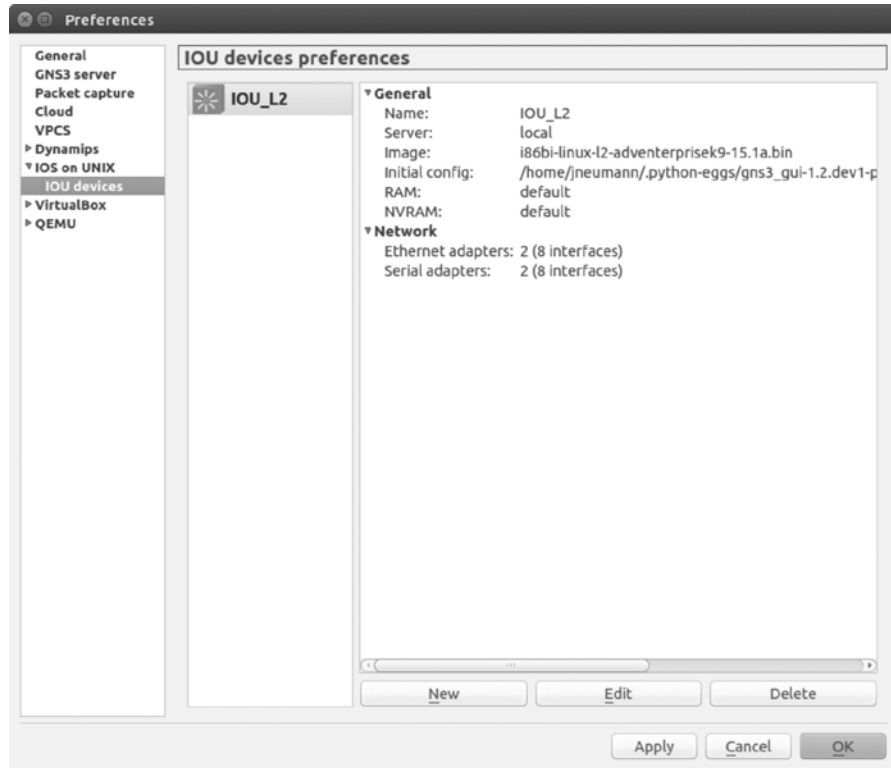 Preferences
General
GNS3 server
Packet capture
Cloud
VPCS
Dynamips
IOS on UNIX
IOU devices
VirtualBox
QEMU
IOU devices preferences
IOU_L2
General
Name: IOU_L2
Server: local
Image: i86bi-linux-l2-adventerprisek9-15.1a.bin
Initial config: /home/jneumann/.python-eggs/gns3_gui-1.2.dev1-p
RAM: default
NVRAM: default
Network
Ethernet adapters: 2 (8 interfaces)
Serial adapters: 2 (8 interfaces)
New Edit Delete
Apply Cancel OK